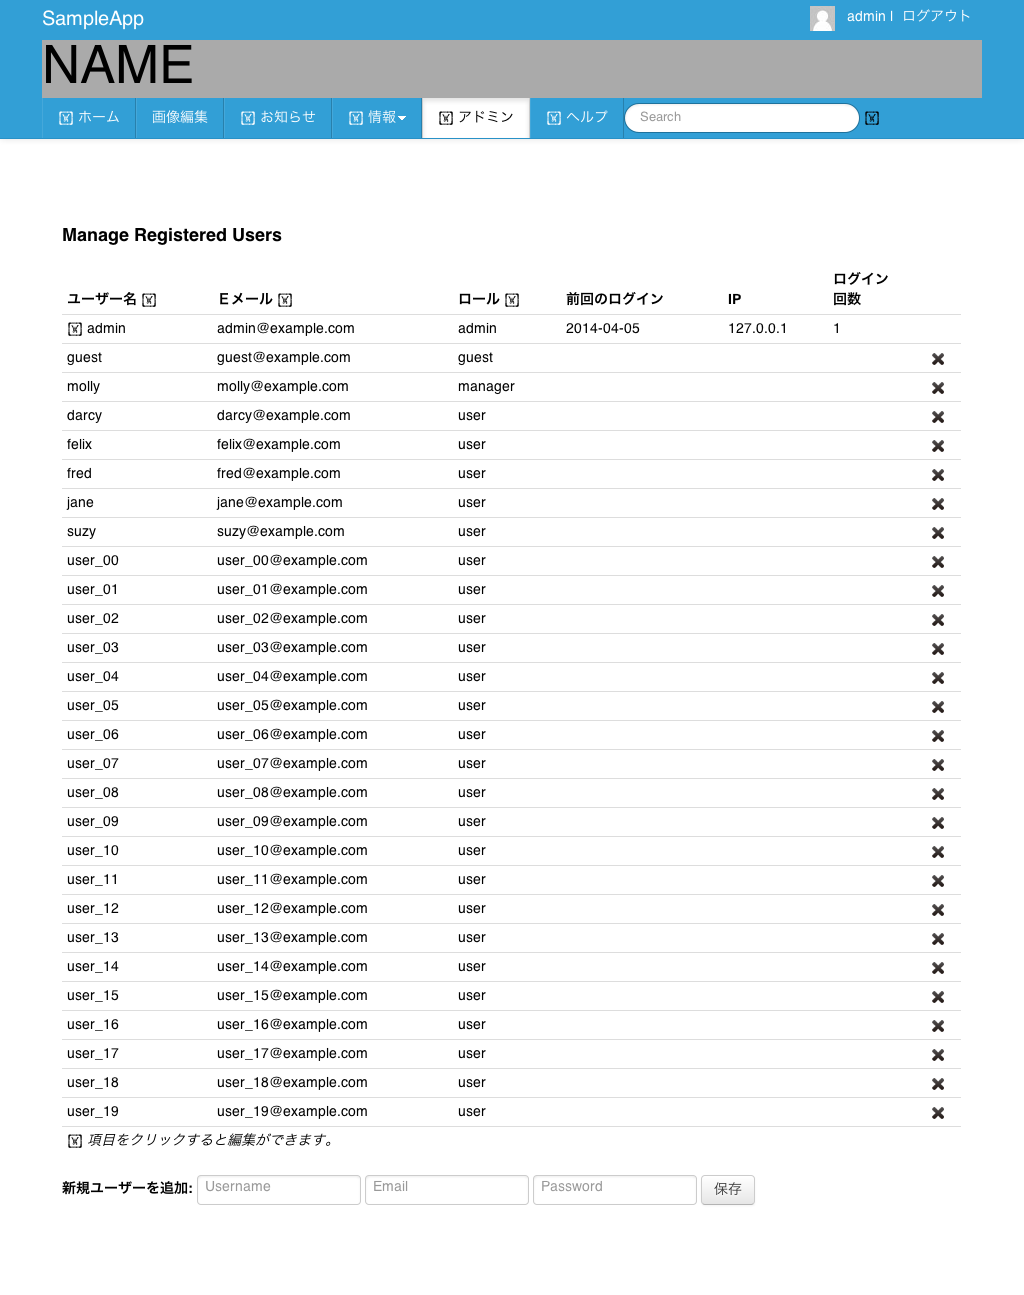 SampleApp
admin | ログアウト
NAME
ホーム 画像編集 お知らせ 情報 アドミン ヘルプ Search
Manage Registered Users
ユーザー名 Ｅメール ロール 前回のログイン IP ログイン回数
admin admin@example.com admin 2014-04-05 127.0.0.1 1
guest guest@example.com guest
molly molly@example.com manager
darcy darcy@example.com user
felix felix@example.com user
fred fred@example.com user
jane jane@example.com user
suzy suzy@example.com user
user_00 user_00@example.com user
user_01 user_01@example.com user
user_02 user_02@example.com user
user_03 user_03@example.com user
user_04 user_04@example.com user
user_05 user_05@example.com user
user_06 user_06@example.com user
user_07 user_07@example.com user
user_08 user_08@example.com user
user_09 user_09@example.com user
user_10 user_10@example.com user
user_11 user_11@example.com user
user_12 user_12@example.com user
user_13 user_13@example.com user
user_14 user_14@example.com user
user_15 user_15@example.com user
user_16 user_16@example.com user
user_17 user_17@example.com user
user_18 user_18@example.com user
user_19 user_19@example.com user
項目をクリックすると編集ができます。
新規ユーザーを追加: Username Email Password 保存